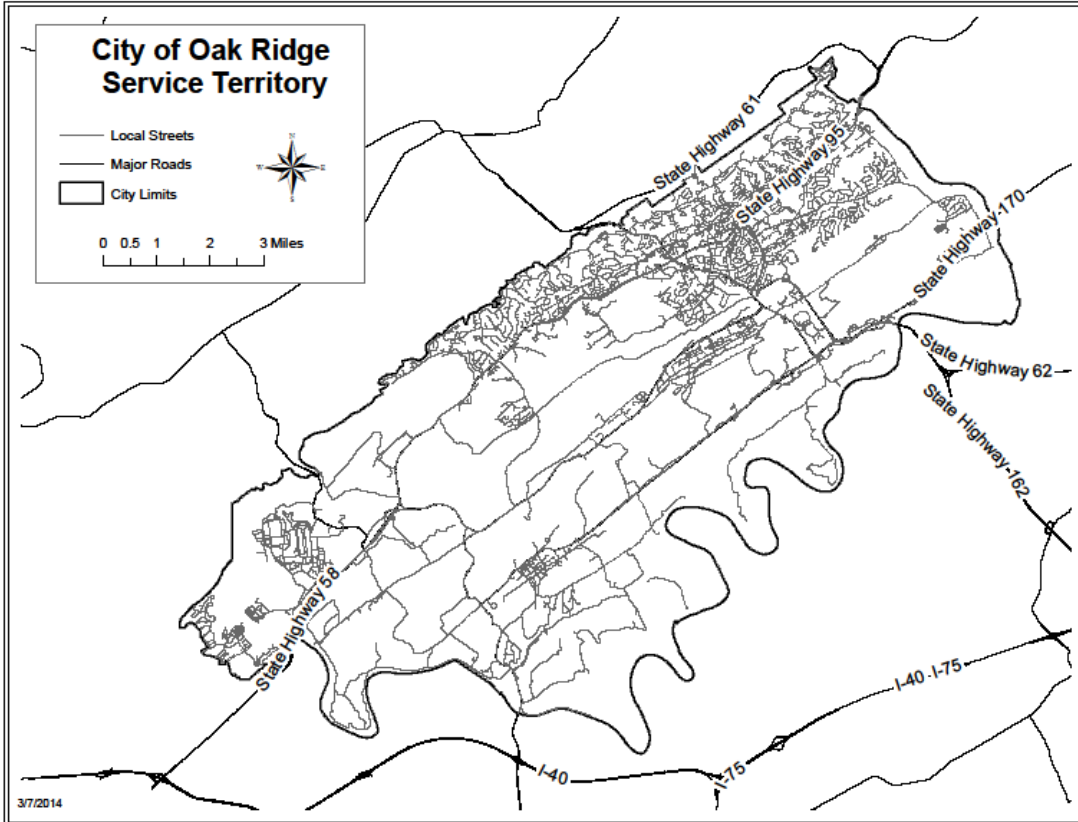 City of Oak Ridge
Service Territory
Local Streets
Major Roads
City Limits
N
W
E
S
0 0.5 1 2 3 Miles
State Highway 61
State Highway 95
State Highway 170
State Highway 62
State Highway 162
State Highway 58
I-40 I-75
I-40
I-75
3/7/2014